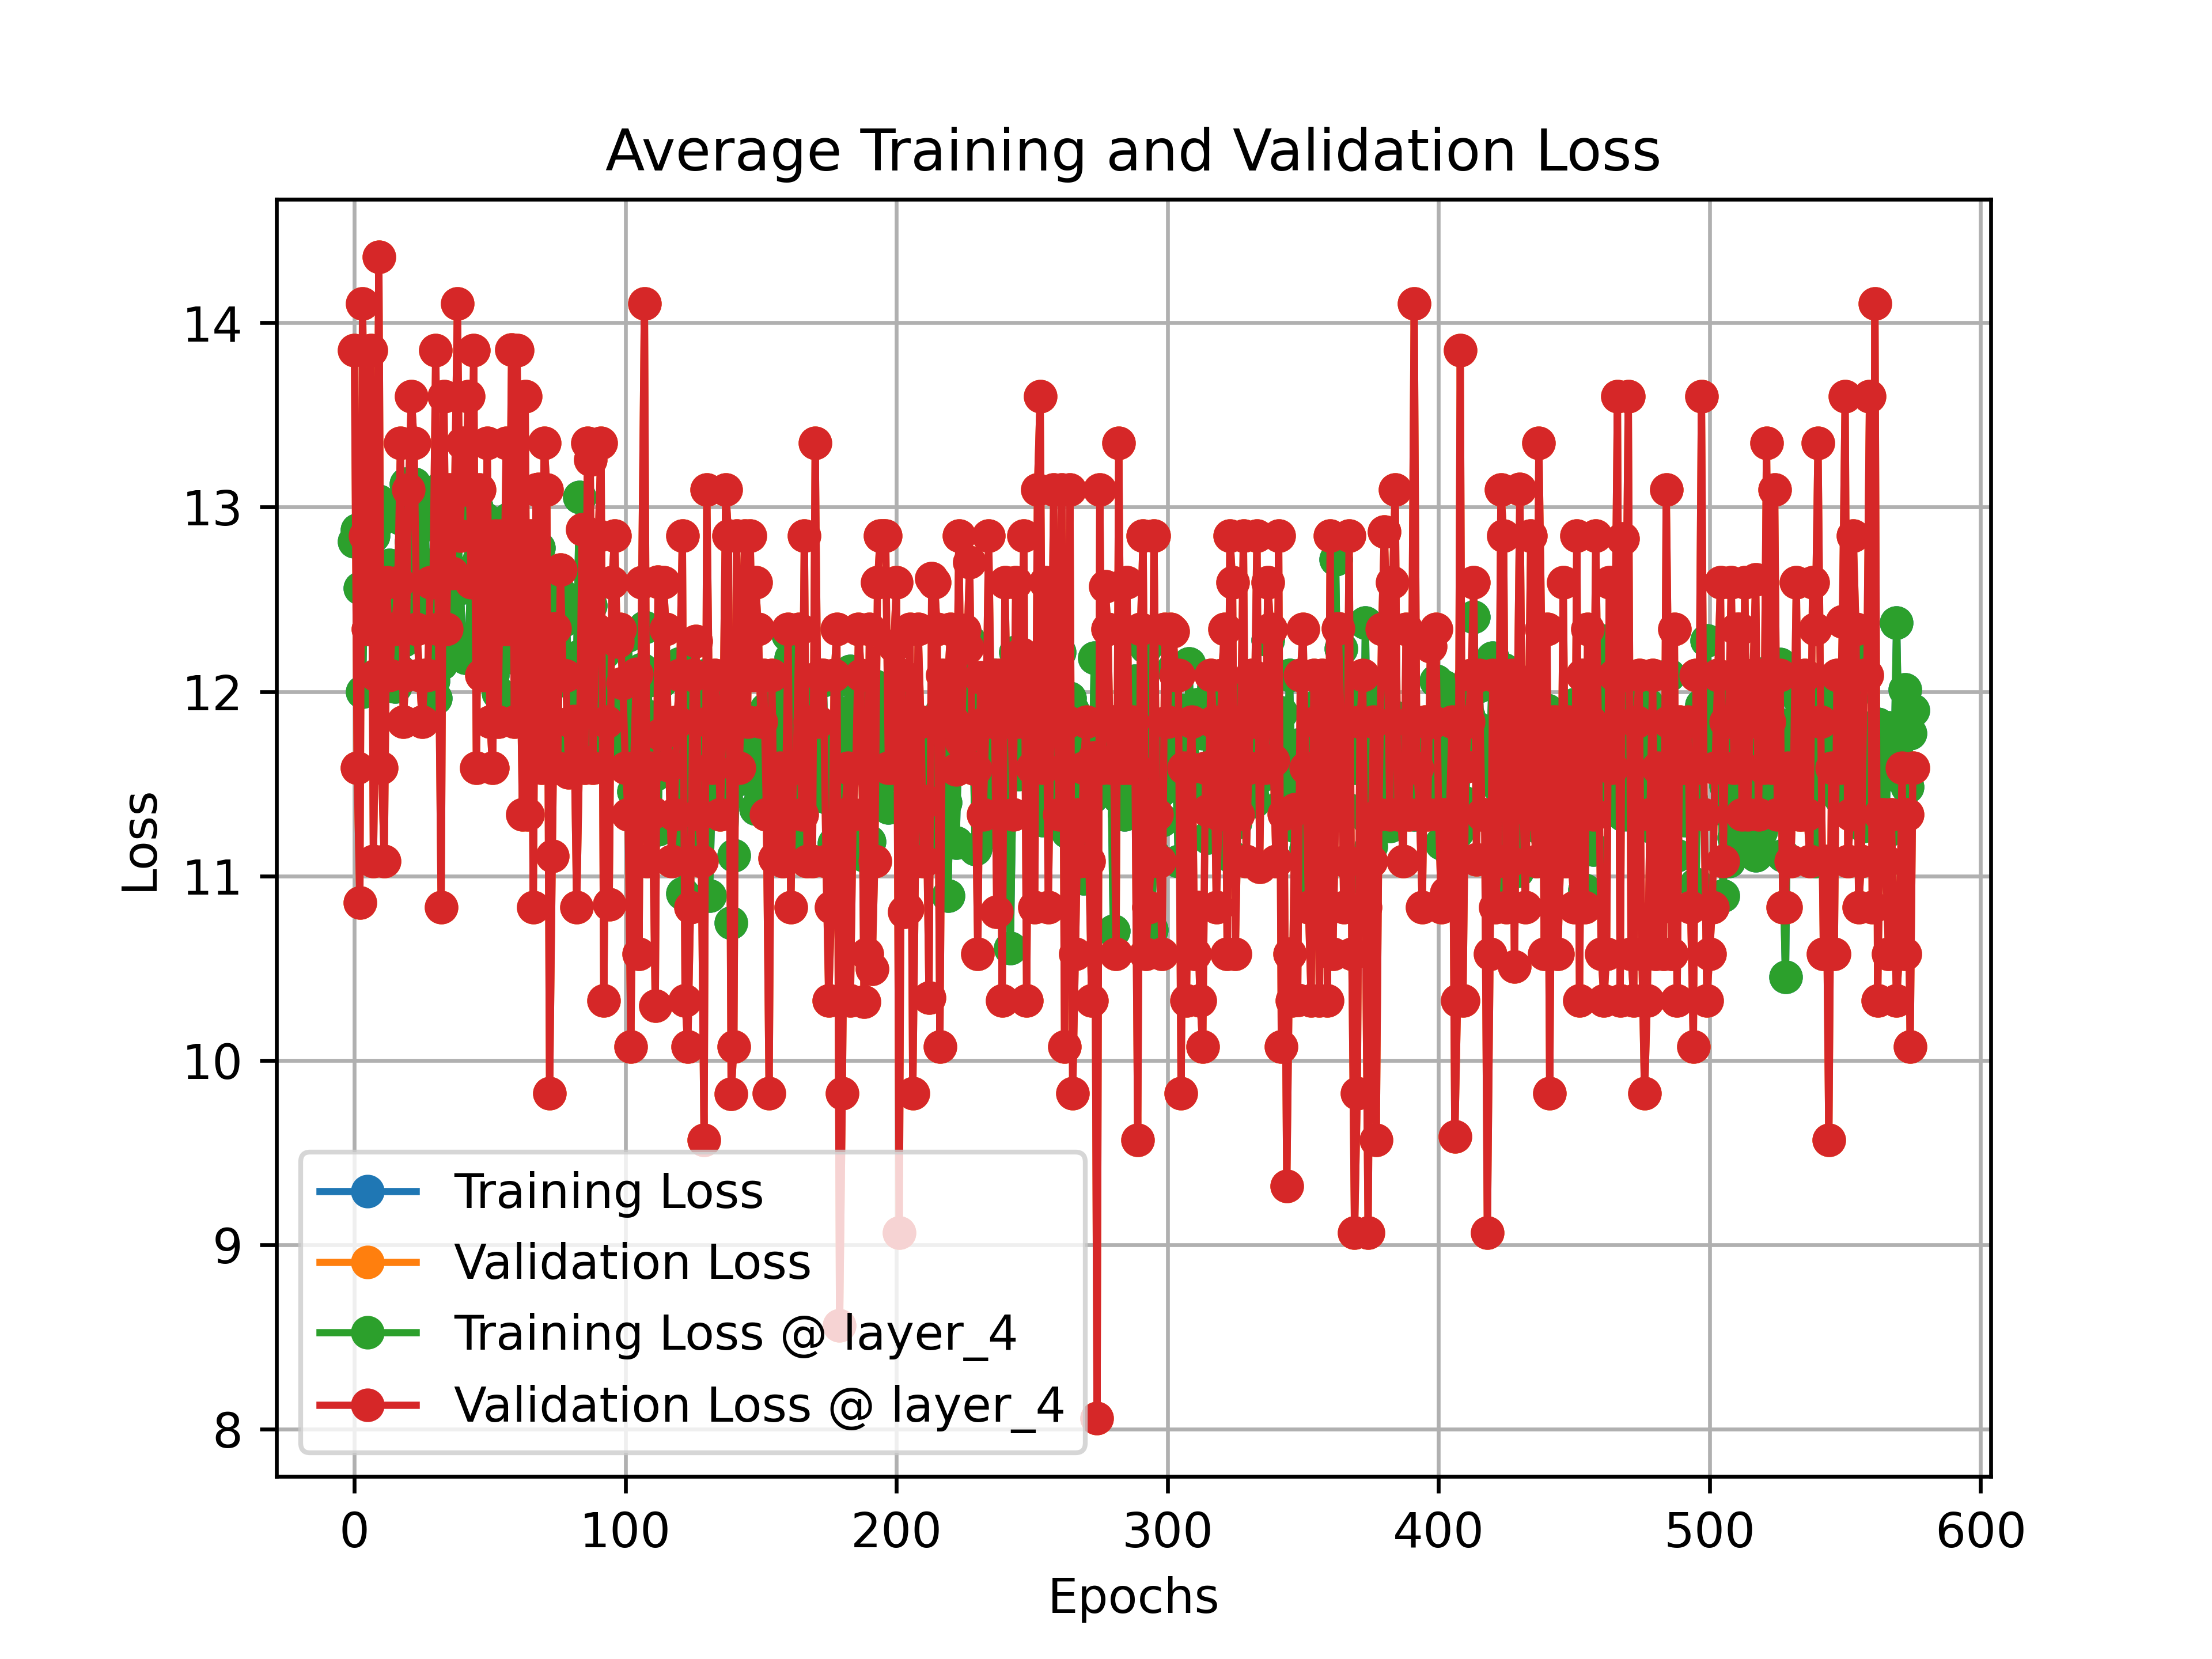 Average Training and Validation Loss
Loss
14
13
12
11
10
9
8
Training Loss
Validation Loss
Training Loss @ layer_4
Validation Loss @ layer_4
0 100 200 300 400 500 600
Epochs